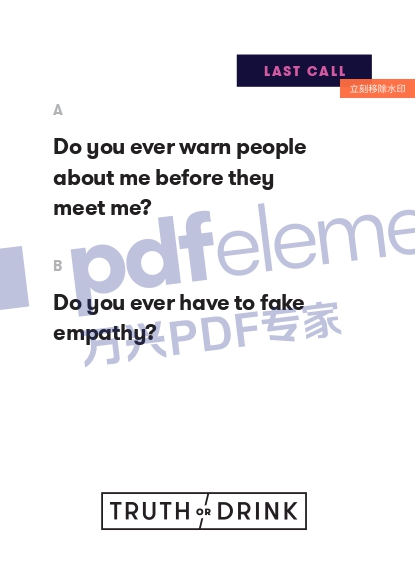 LAST CALL
立刻移除水印
A
Do you ever warn people
about me before they
meet me?
pdfeleme
B
Do you ever have to fake
empathy?
万兴PDF专家
TRUTH OR DRINK